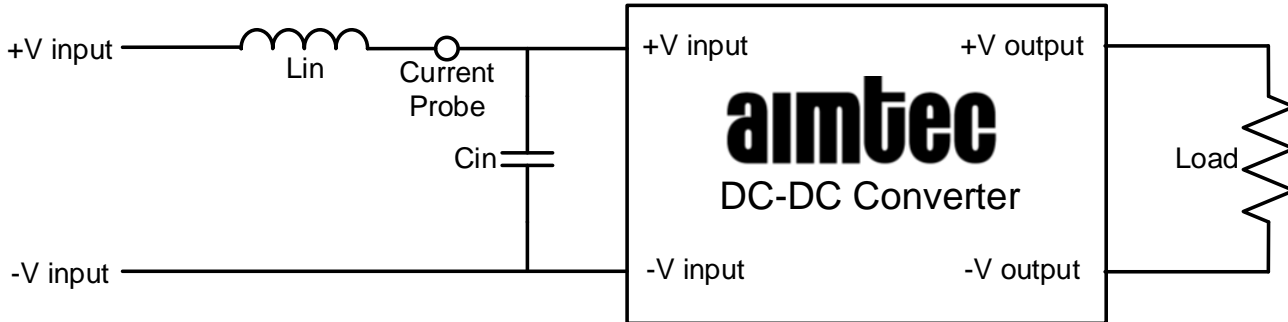 +V input
Lin
Current
Probe
Cin
-V input
+V input
+V output
aimtec
DC-DC Converter
-V input
-V output
Load